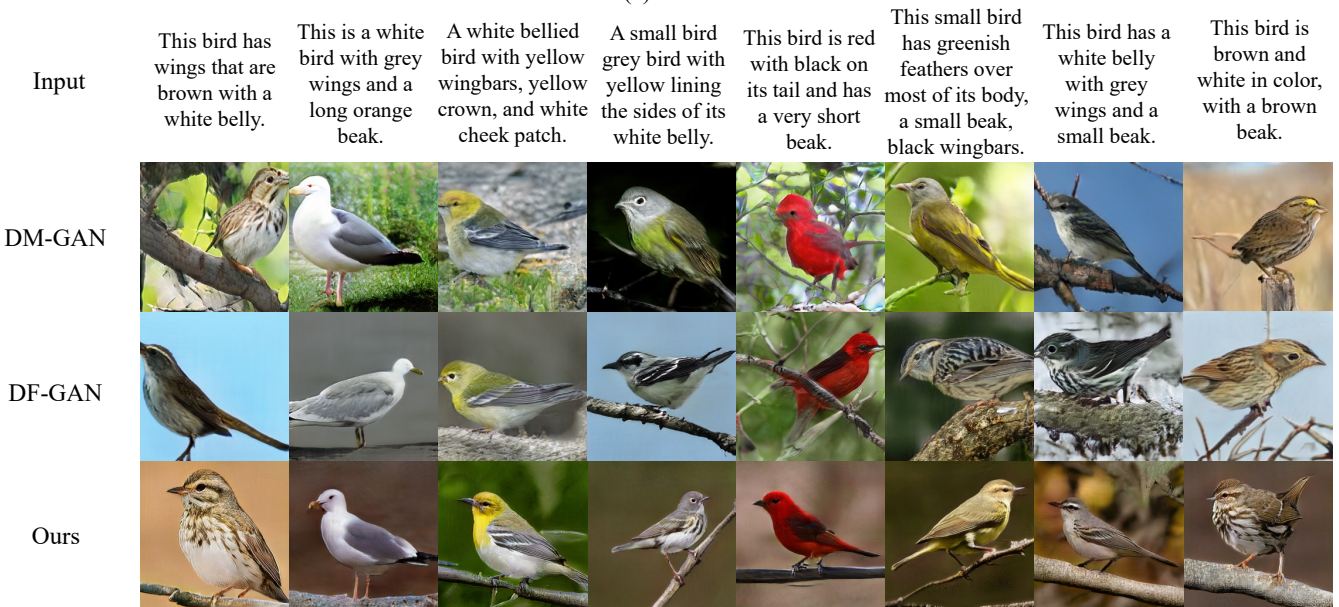 Input
This bird has
wings that are
brown with a
white belly.
This is a white
bird with grey
wings and a
long orange
beak.
A white bellied
bird with yellow
wingbars, yellow
crown, and white
cheek patch.
A small bird
grey bird with
yellow lining
the sides of its
white belly.
This bird is red
with black on
its tail and has
a very short
beak.
This small bird
has greenish
feathers over
most of its body,
a small beak,
black wingbars.
This bird has a
white belly
with grey
wings and a
small beak.
This bird is
brown and
white in color,
with a brown
beak.
DM-GAN
DF-GAN
Ours